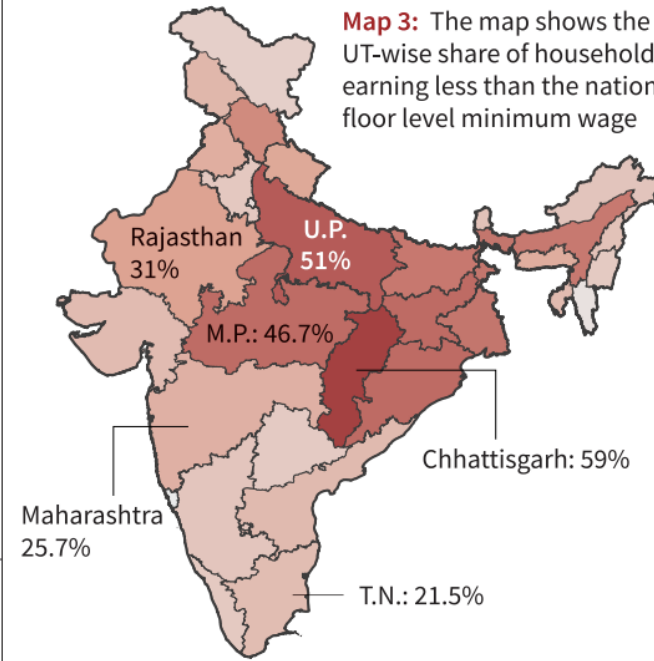 Map 3: The map shows the
UT-wise share of household
earning less than the nation
floor level minimum wage
Rajasthan
31%
U.P.
51%
M.P.: 46.7%
Chhattisgarh: 59%
Maharashtra
25.7%
T.N.: 21.5%